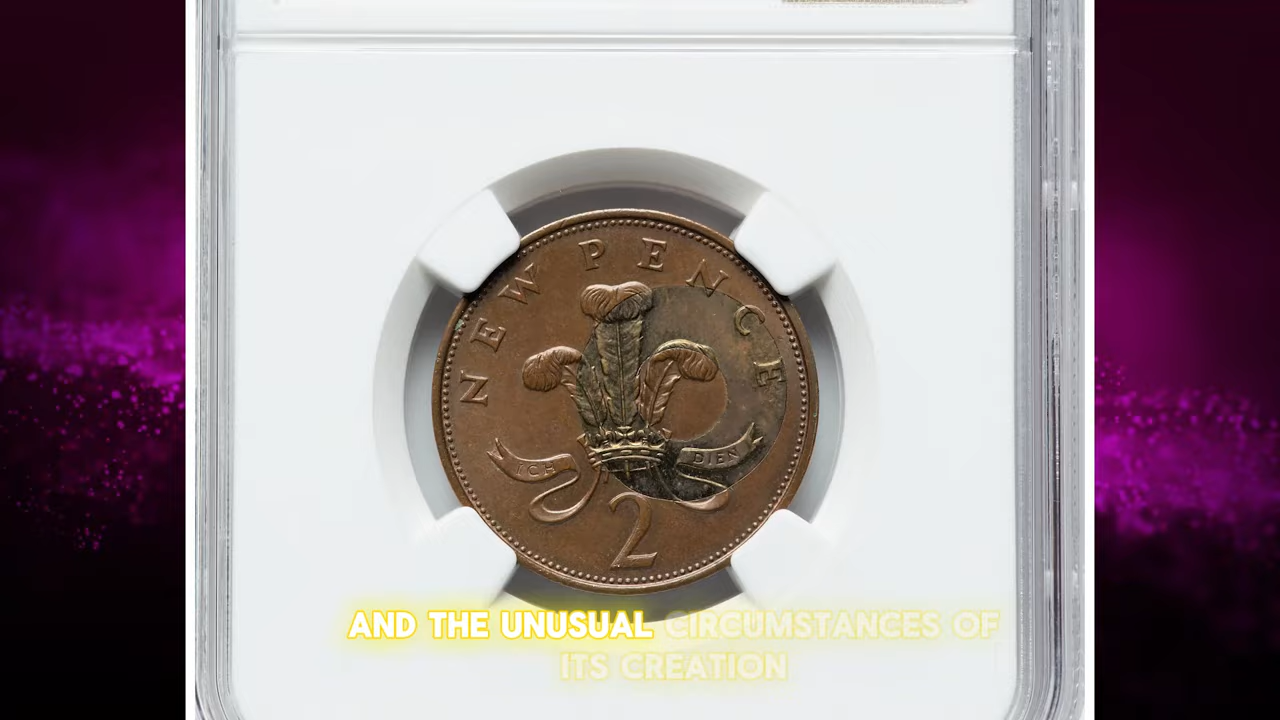 NEW PENCE
ICH DIEN
2
AND THE UNUSUAL CIRCUMSTANCES OF
ITS CREATION